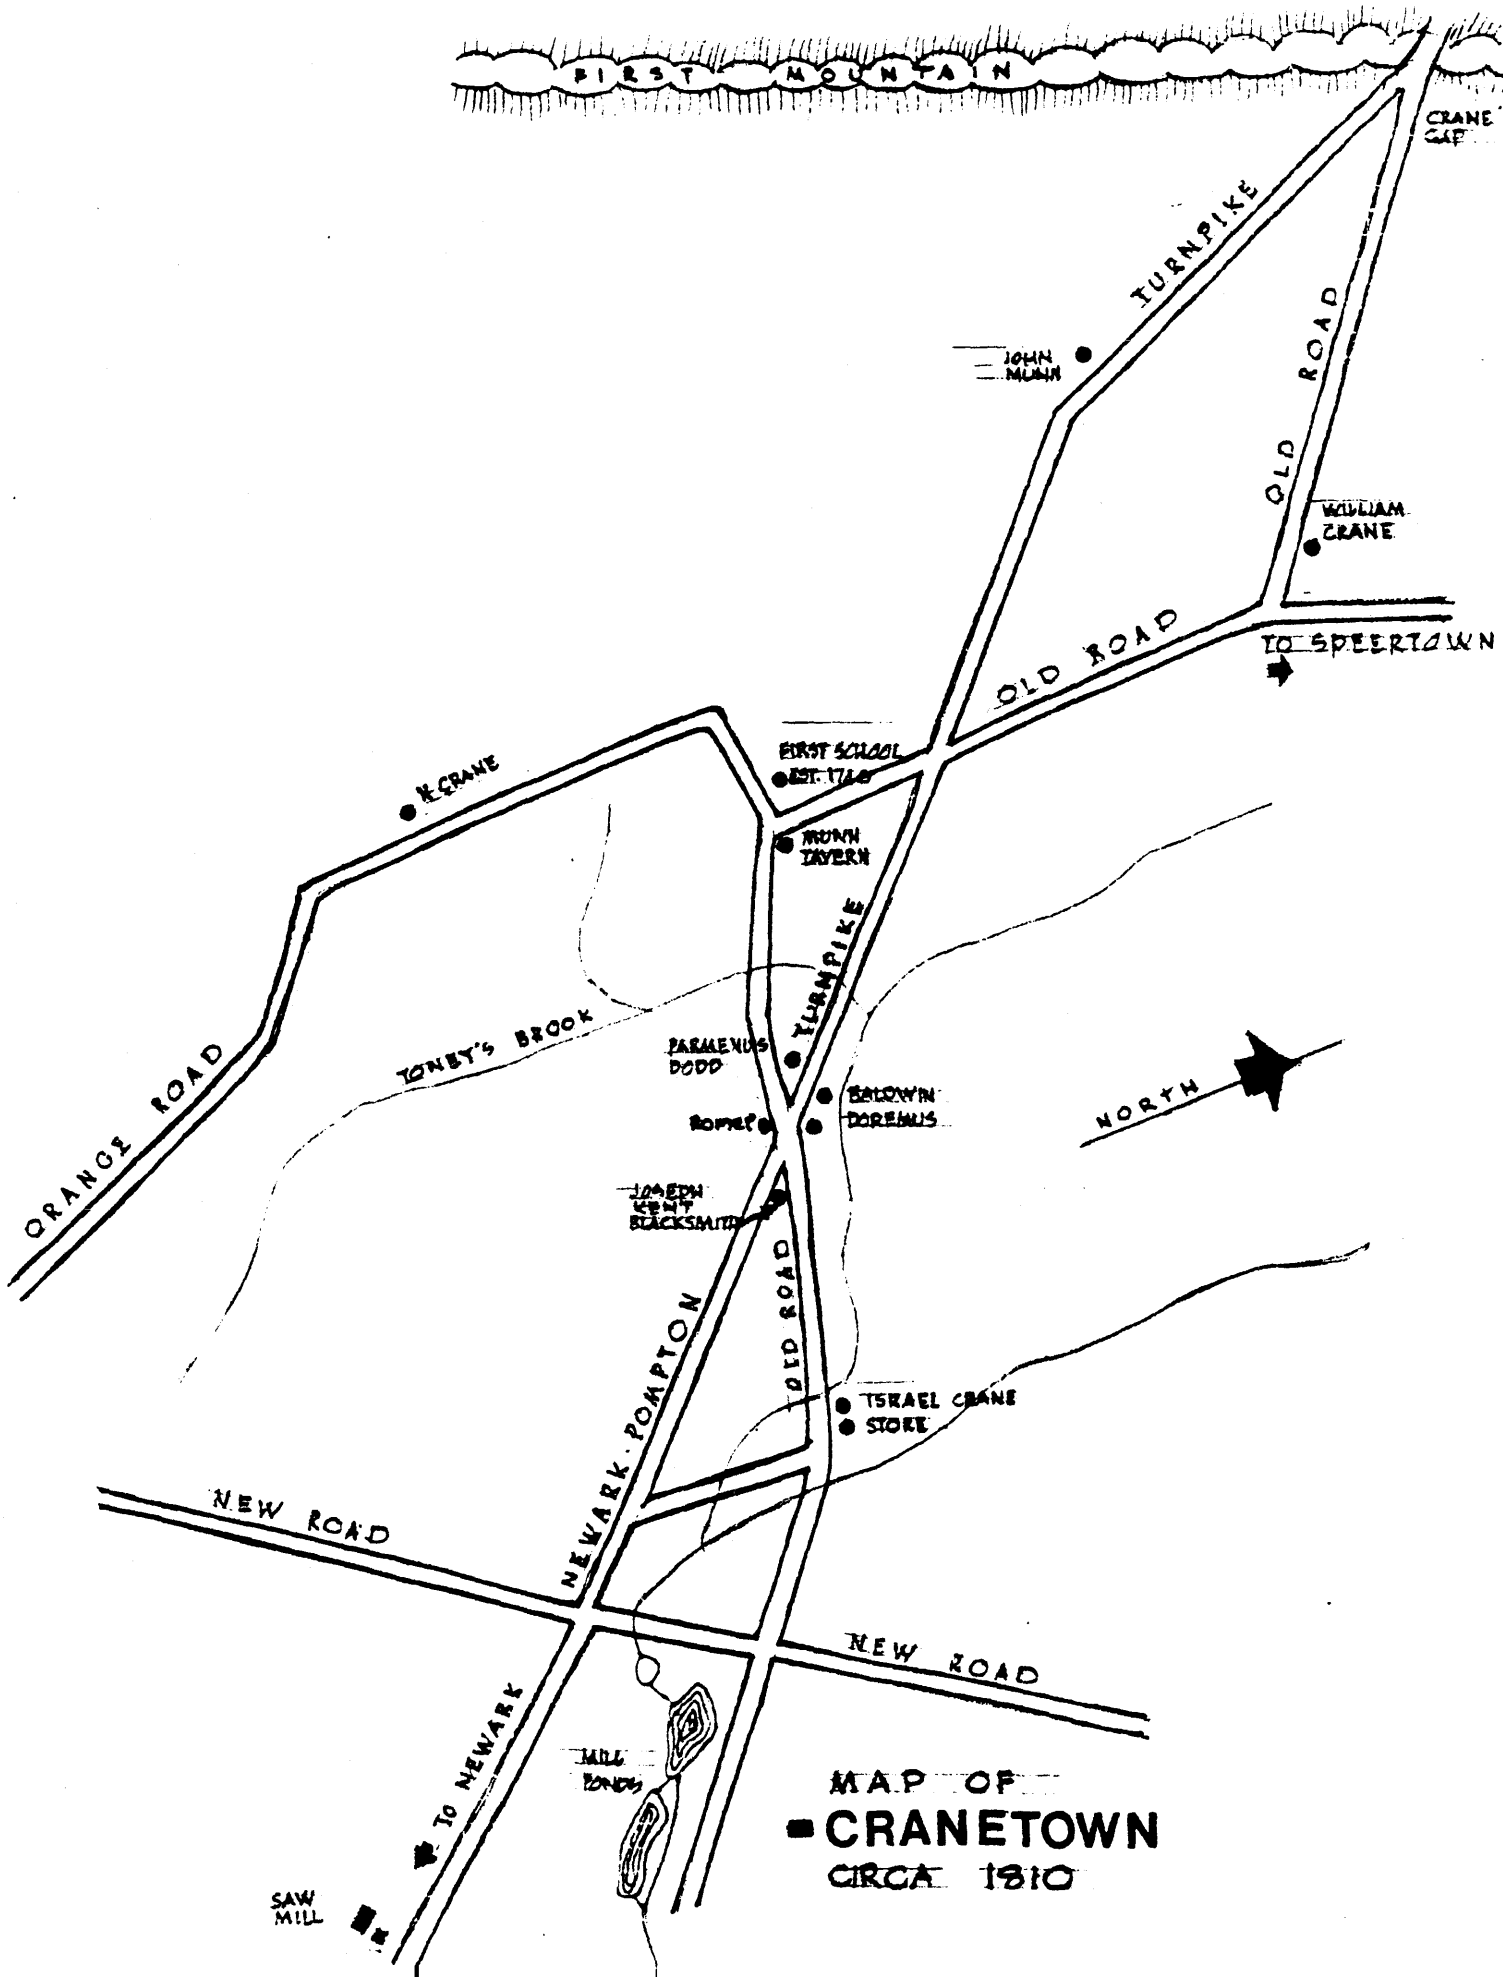 FIRST MOUNTAIN
CRANE
GAP
TURNPIKE
OLD ROAD
JOHN
MUNN
WILLIAM
CRANE
OLD ROAD
TO SPEERTOWN
FIRST SCHOOL
EST. 1740
CRANE
MUNN
TAVERN
TURNPIKE
TONEY'S BROOK
PARMENUS
DODD
ORANGE ROAD
NORTH
BALDWIN
DOREMUS
JOSEPH
KENT
BLACKSMITH
OLD ROAD
NEWARK-POMPTON
ISRAEL CRANE
STORE
NEW ROAD
NEW ROAD
TO NEWARK
MILL
PONDS
MAP OF
CRANETOWN
CIRCA 1810
SAW
MILL